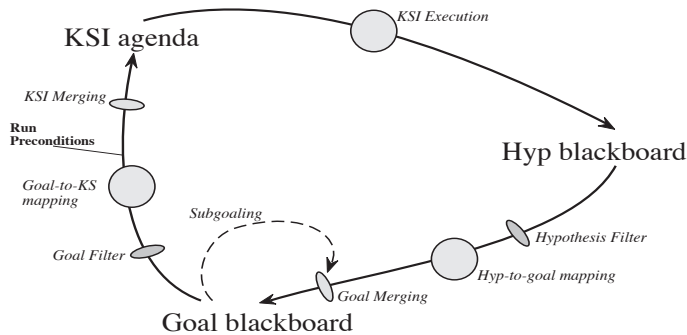 KSI Execution
KSI agenda
KSI Merging
Run
Preconditions
Hyp blackboard
Goal-to-KS
mapping
Subgoaling
Hypothesis Filter
Goal Filter
Hyp-to-goal mapping
Goal Merging
Goal blackboard